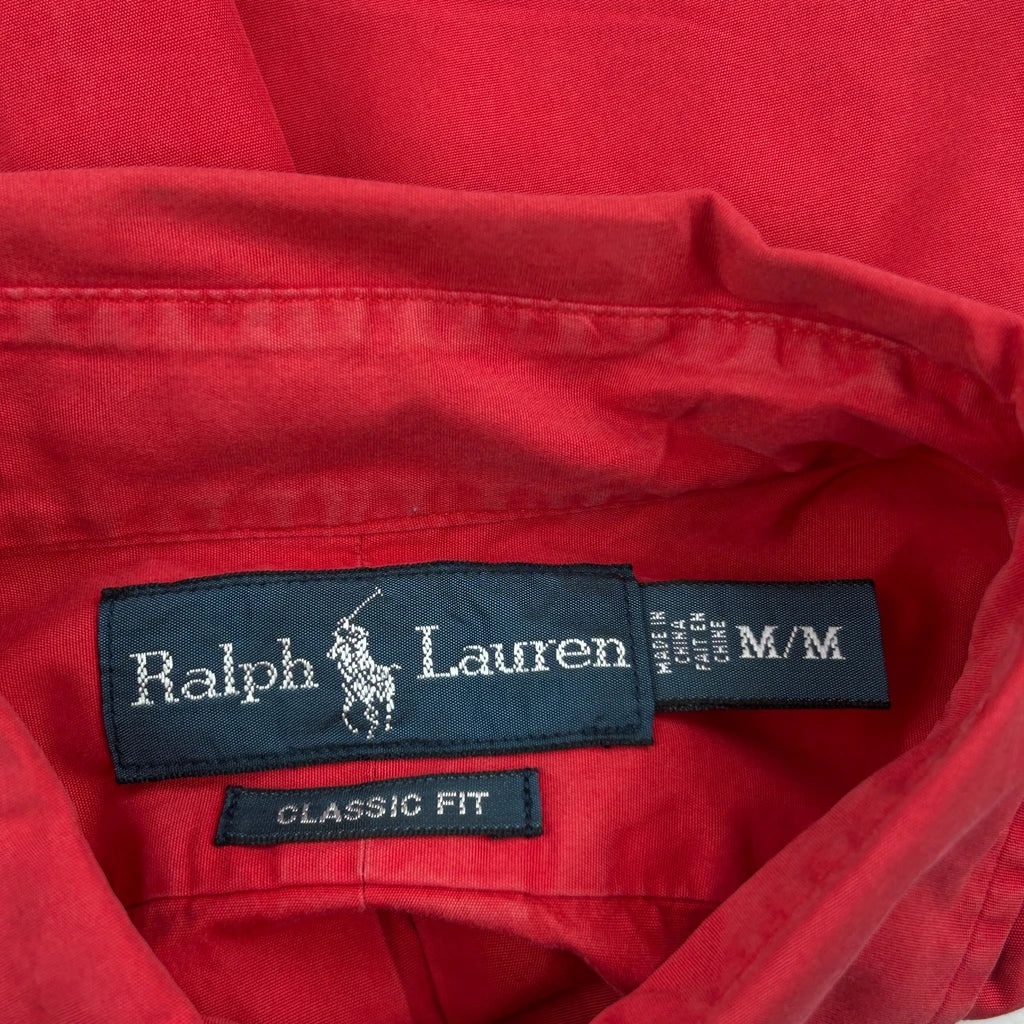 Ralph Lauren
MADE IN
CHINA
FAIT EN
CHINE
M/M
CLASSIC FIT